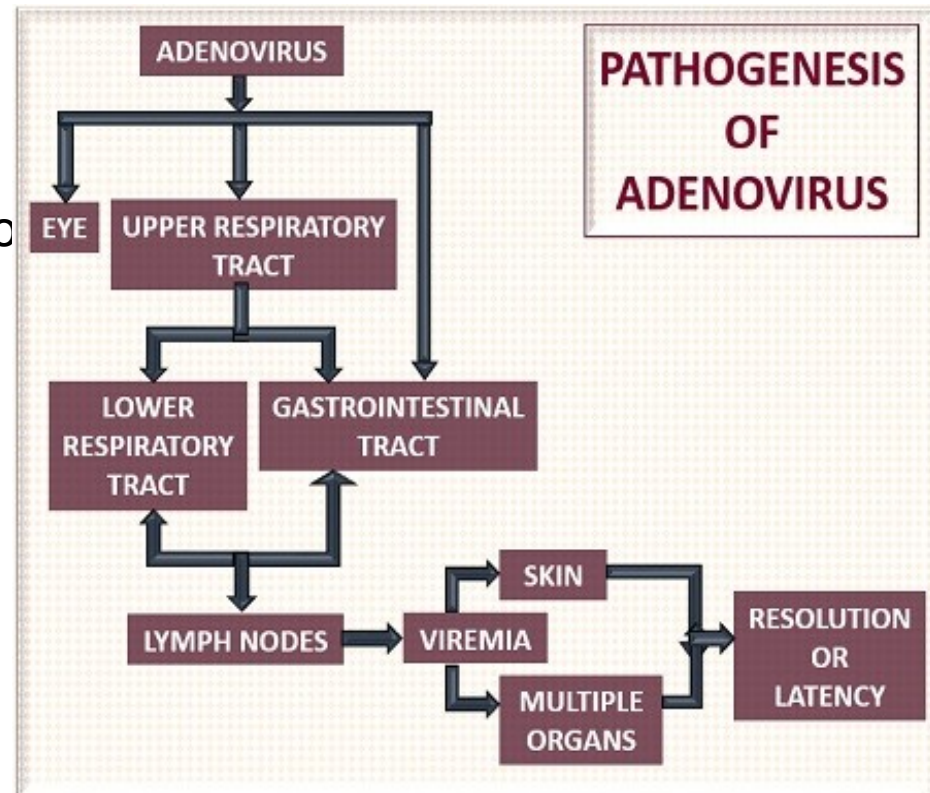 ADENOVIRUS
PATHOGENESIS
OF
ADENOVIRUS
EYE
UPPER RESPIRATORY
TRACT
LOWER
RESPIRATORY
TRACT
GASTROINTESTINAL
TRACT
LYMPH NODES
VIREMIA
SKIN
MULTIPLE
ORGANS
RESOLUTION
OR
LATENCY